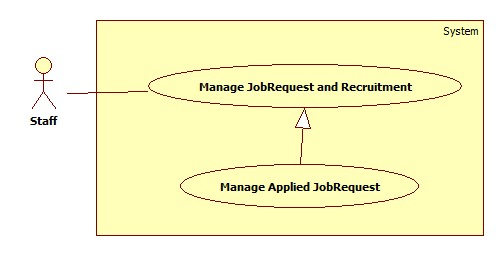 System
Manage JobRequest and Recruitment
Staff
Manage Applied JobRequest